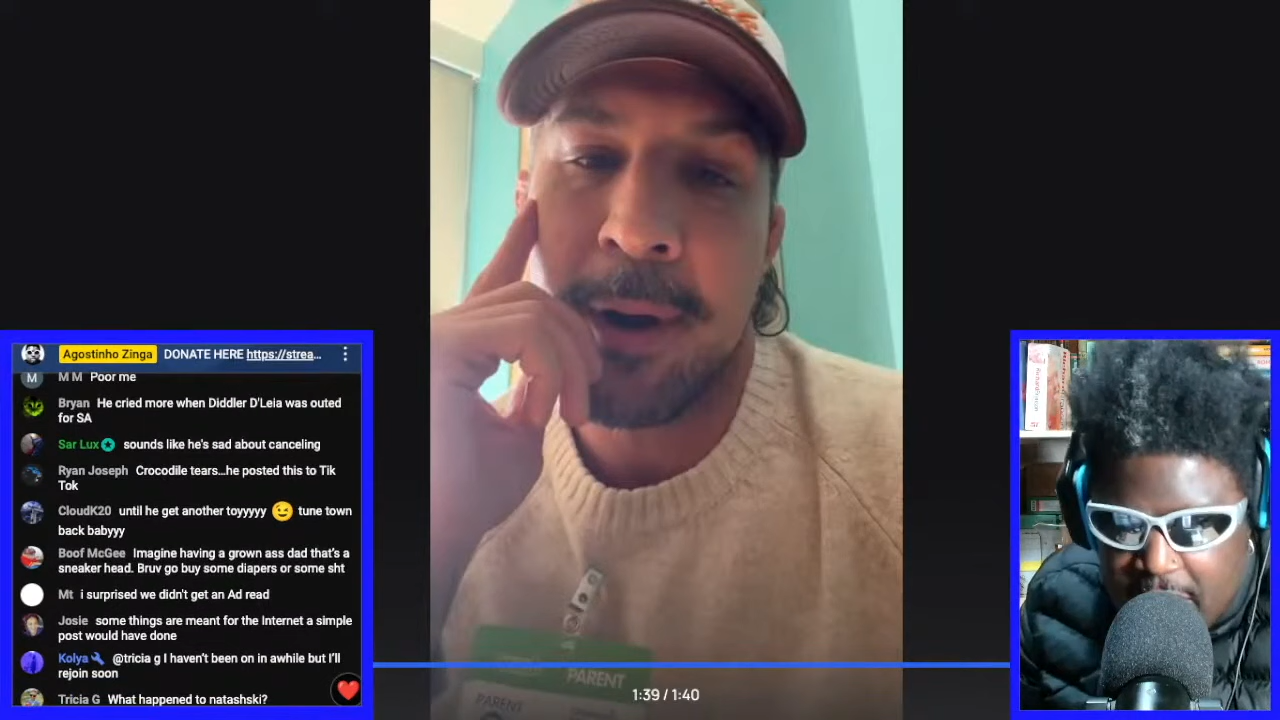 Agostinho Zinga DONATE HERE https://strea...
M M Poor me
Bryan He cried more when Diddler D'Leia was outed
for SA
Sar Lux sounds like he's sad about canceling
Ryan Joseph Crocodile tears...he posted this to Tik
Tok
CloudK20 until he get another toyyyyy 😉 tune town
back babyyy
Boof McGee Imagine having a grown ass dad that's a
sneaker head. Bruv go buy some diapers or some sht
Mt i surprised we didn't get an Ad read
Josie some things are meant for the Internet a simple
post would have done
Kolya @tricia g I haven't been on in awhile but I'll
rejoin soon
Tricia G What happened to natashski?
PARENT
PARENT
1:39 / 1:40